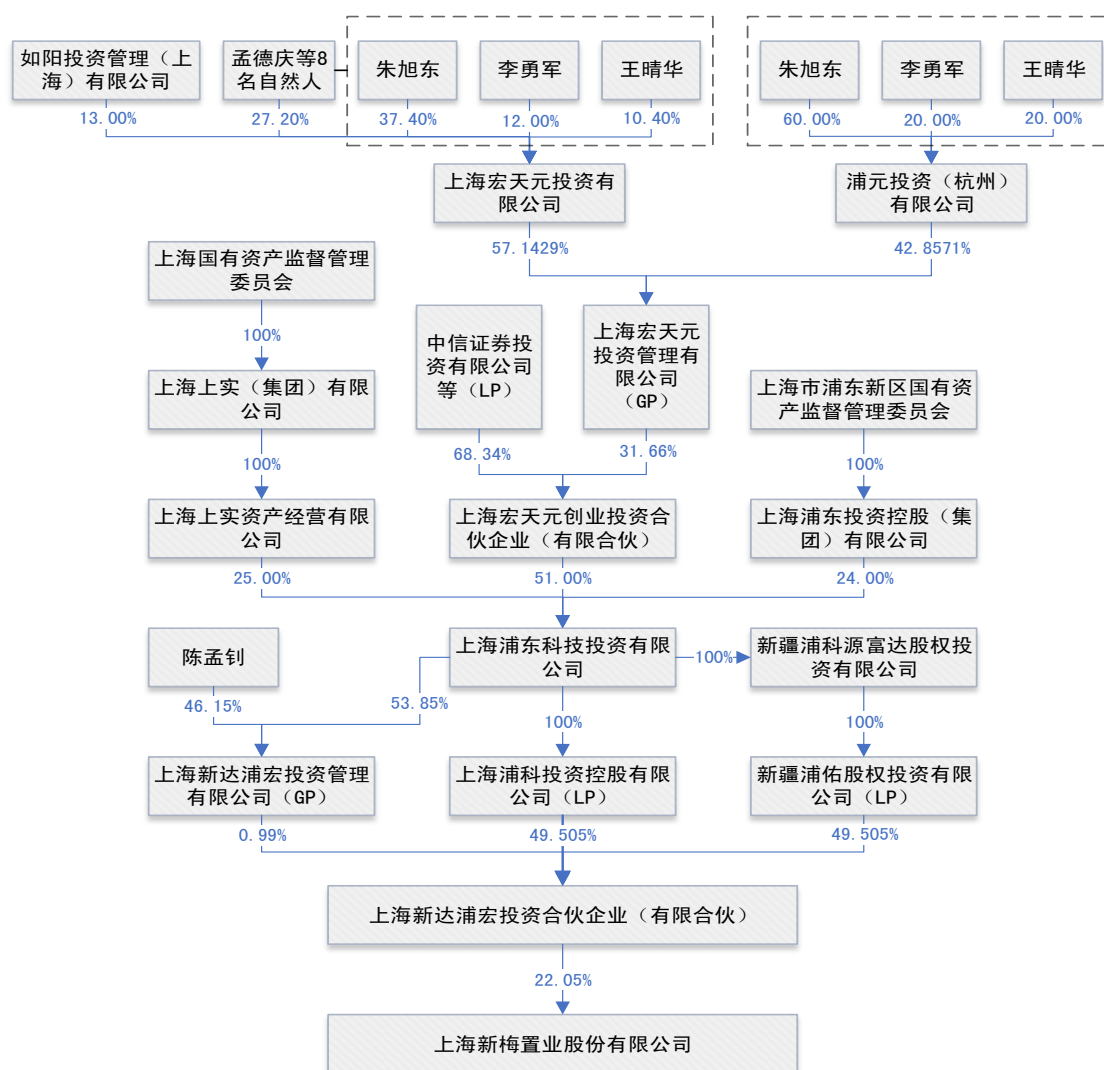 如阳投资管理（上
海）有限公司
孟德庆等8
名自然人
朱旭东
李勇军
王晴华
朱旭东
李勇军
王晴华
13.00%
27.20%
37.40%
12.00%
10.40%
60.00%
20.00%
20.00%
上海宏天元投资有
限公司
浦元投资（杭州）
有限公司
57.1429%
42.8571%
上海国有资产监督管理
委员会
100%
中信证券投
资有限公司
等（LP）
上海宏天元
投资管理有
限公司
（GP）
上海上实（集团）有限
公司
上海市浦东新区国有资
产监督管理委员会
68.34%
31.66%
100%
100%
上海上实资产经营有限
公司
上海宏天元创业投资合
伙企业（有限合伙）
上海浦东投资控股（集
团）有限公司
25.00%
51.00%
24.00%
陈孟钊
上海浦东科技投资有限
公司
100%
新疆浦科源富达股权投
资有限公司
46.15%
53.85%
100%
100%
上海新达浦宏投资管理
有限公司（GP）
上海浦科投资控股有限
公司（LP）
新疆浦佑股权投资有限
公司（LP）
0.99%
49.505%
49.505%
上海新达浦宏投资合伙企业（有限合伙）
22.05%
上海新梅置业股份有限公司